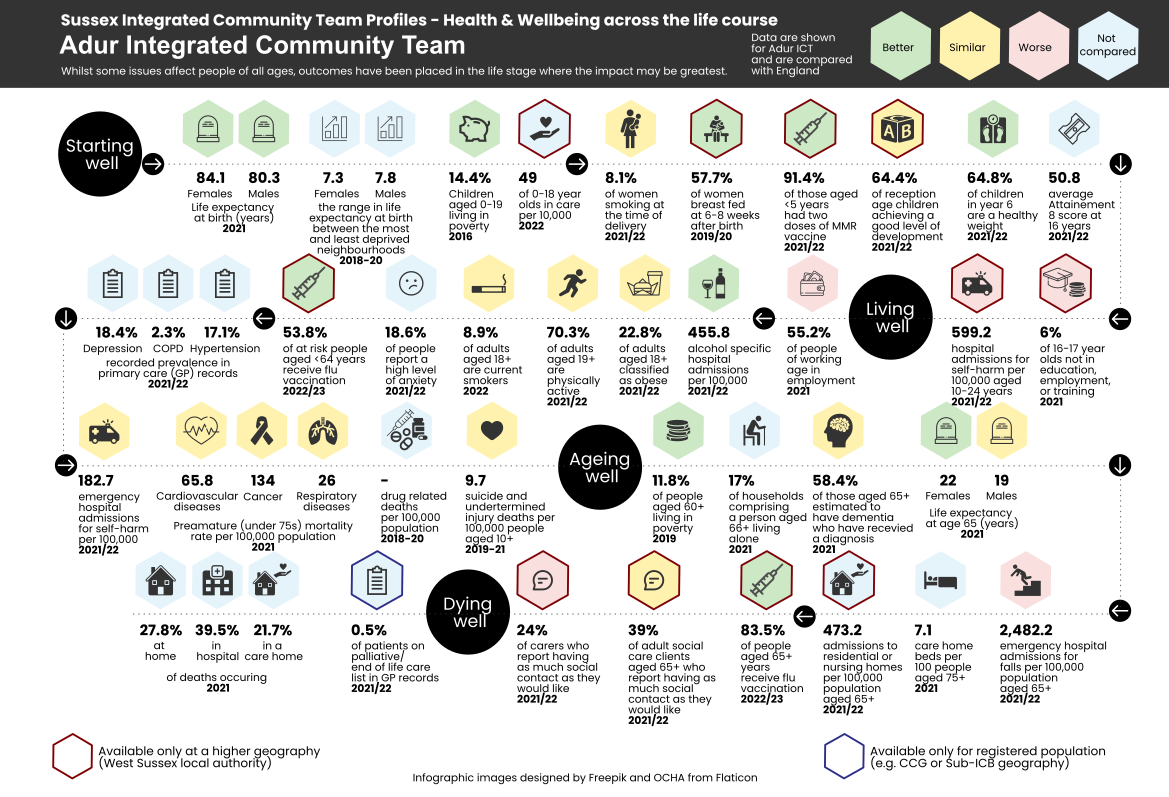 Sussex Integrated Community Team Profiles - Health & Wellbeing across the life course
Adur Integrated Community Team
Whilst some issues affect people of all ages, outcomes have been placed in the life stage where the impact may be greatest.
Data are shown
for Adur ICT
and are compared
with England
Better
Similar
Worse
Not
compared
Starting
well
84.1
Females
80.3
Males
Life expectancy
at birth (years)
2021
7.3
Females
7.8
Males
the range in life
expectancy at birth
between the most
and least deprived
neighbourhoods
2018-20
14.4%
Children
aged 0-19
living in
poverty
2016
49
of 0-18 year
olds in care
per 10,000
2022
8.1%
of women
smoking at
the time of
delivery
2021/22
57.7%
of women
breast fed
at 6-8 weeks
after birth
2019/20
91.4%
of those aged
<5 years
had two
doses of MMR
vaccine
2021/22
A B
64.4%
of reception
age children
achieving a
good level of
development
2021/22
64.8%
of children
in year 6
are a healthy
weight
2021/22
50.8
average
Attainement
8 score at
16 years
2021/22
Living
well
599.2
hospital
admissions for
self-harm per
100,000 aged
10-24 years
2021/22
6%
of 16-17 year
olds not in
education,
employment,
or training
2021
55.2%
of people
of working
age in
employment
2021
455.8
alcohol specific
hospital
admissions
per 100,000
2021/22
22.8%
of adults
aged 18+
classified
as obese
2021/22
70.3%
of adults
aged 19+
are
physically
active
2021/22
8.9%
of adults
aged 18+
are current
smokers
2022
18.6%
of people
report a
high level
of anxiety
2021/22
53.8%
of at risk people
aged <64 years
receive flu
vaccination
2022/23
18.4%
Depression
2.3%
COPD
17.1%
Hypertension
recorded prevalence in
primary care (GP) records
2021/22
182.7
emergency
hospital
admissions
for self-harm
per 100,000
2021/22
65.8
Cardiovascular
diseases
134
Cancer
26
Respiratory
diseases
Preamature (under 75s) mortality
rate per 100,000 population
2021
-
drug related
deaths
per 100,000
population
2018-20
9.7
suicide and
undertermined
injury deaths per
100,000 people
aged 10+
2019-21
Ageing
well
11.8%
of people
aged 60+
living in
poverty
2019
17%
of households
comprising
a person aged
66+ living
alone
2021
58.4%
of those aged 65+
estimated to
have dementia
who have recevied
a diagnosis
2021
22
Females
19
Males
Life expectancy
at age 65 (years)
2021
2,482.2
emergency hospital
admissions for
falls per 100,000
population
aged 65+
2021/22
7.1
care home
beds per
100 people
aged 75+
2021
473.2
admissions to
residential or
nursing homes
per 100,000
population
aged 65+
2021/22
83.5%
of people
aged 65+
years
receive flu
vaccination
2022/23
39%
of adult social
care clients
aged 65+ who
report having as
much social
contact as they
would like
2021/22
24%
of carers who
report having
as much social
contact as they
would like
2021/22
Dying
well
0.5%
of patients on
palliative/
end of life care
list in GP records
2021/22
27.8%
at
home
39.5%
in
hospital
21.7%
in a
care home
of deaths occuring
2021
Available only at a higher geography
(West Sussex local authority)
Infographic images designed by Freepik and OCHA from Flaticon
Available only for registered population
(e.g. CCG or Sub-ICB geography)